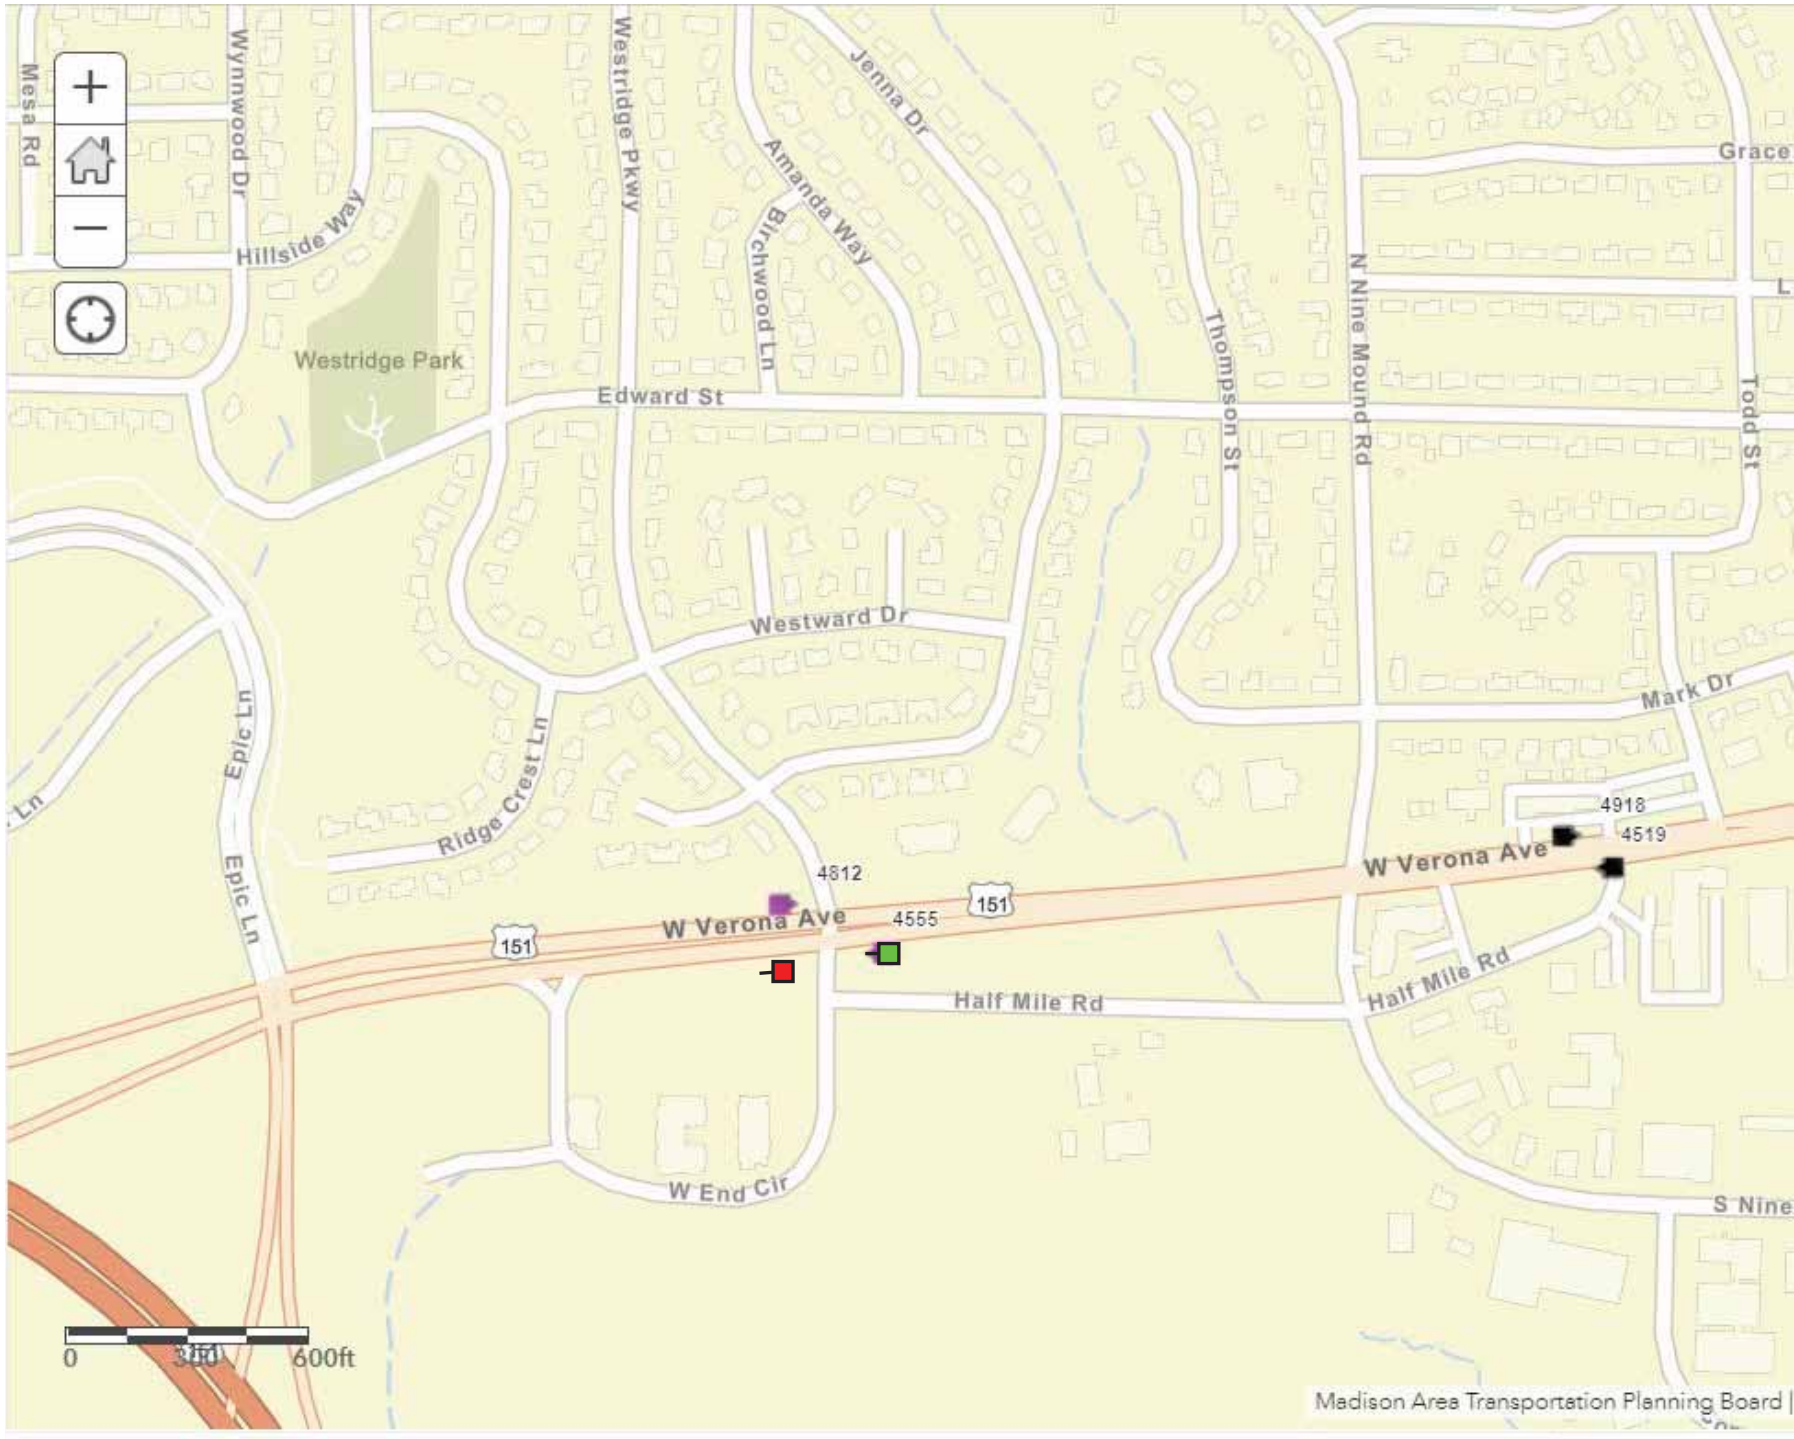 Mesa Rd
Wynnwood Dr
Westridge Pkwy
Jenna Dr
+
Grace
Amanda Way
Hillside Way
Birchwood Ln
−
N Nine Mound Rd
L
Thompson St
Westridge Park
Edward St
Todd St
Westward Dr
Epic Ln
Mark Dr
Ridge Crest Ln
Ln
4918
4519
W Verona Ave
4812
Epic Ln
151
4555
W Verona Ave
151
Half Mile Rd
Half Mile Rd
W End Cir
S Nine
151
0 300 600ft
Madison Area Transportation Planning Board |